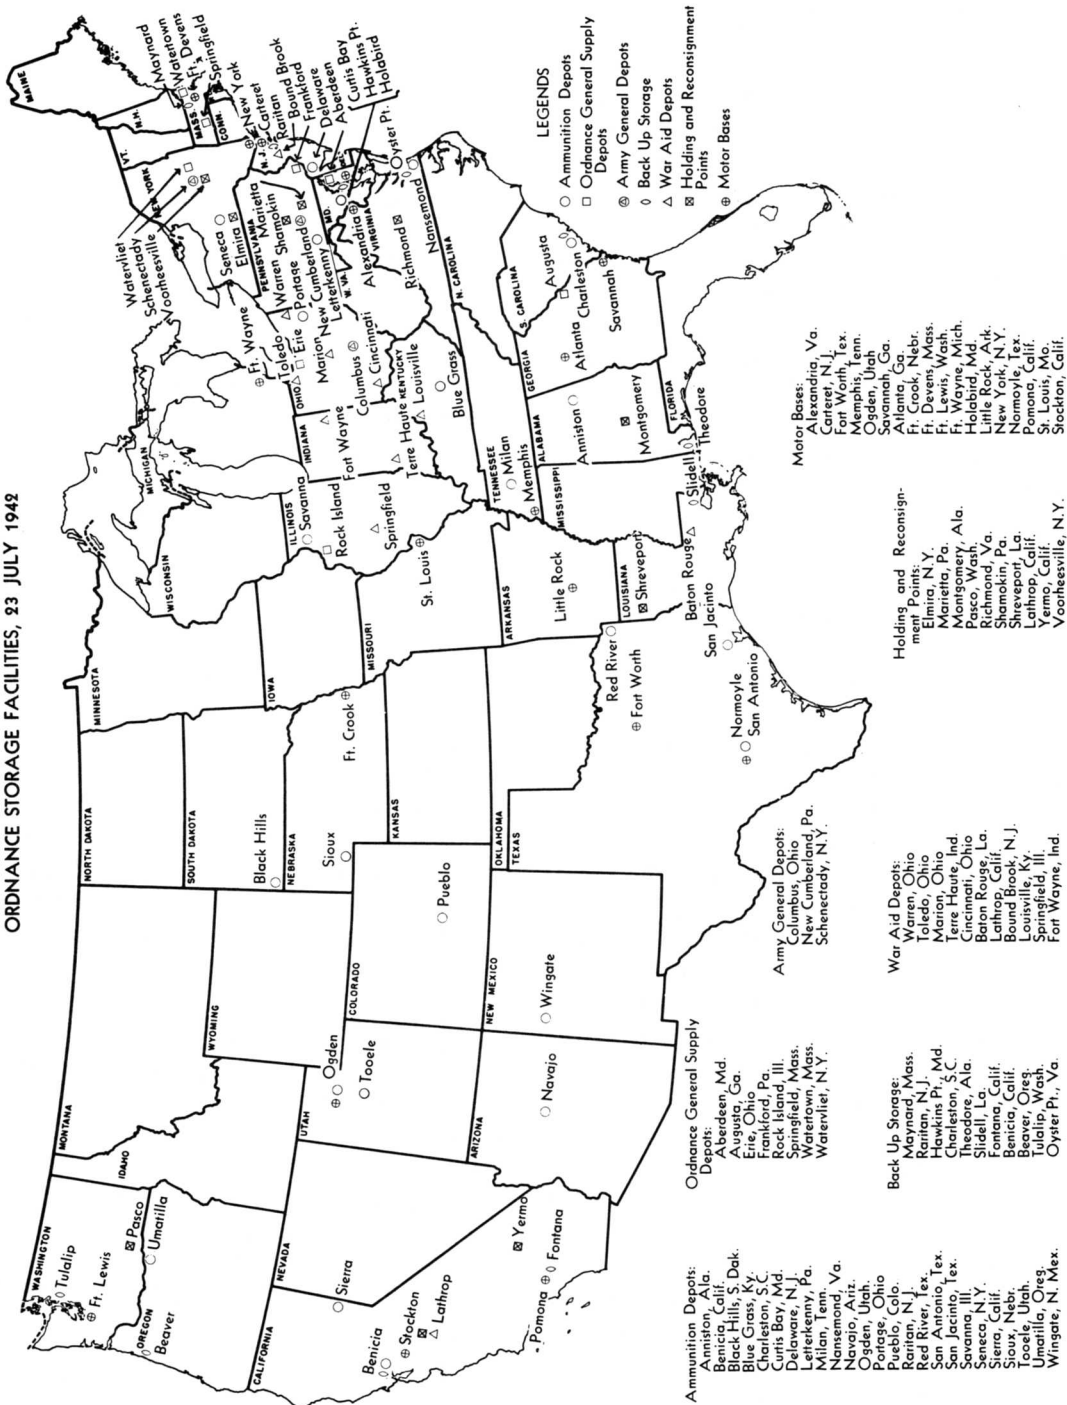 ORDNANCE STORAGE FACILITIES, 23 JULY 1942
WASHINGTON
Tulalip
Ft. Lewis
Pasco
Umatilla
OREGON
Beaver
IDAHO
MONTANA
WYOMING
NORTH DAKOTA
SOUTH DAKOTA
Black Hills
NEBRASKA
Sioux
Ft. Crook
KANSAS
MINNESOTA
WISCONSIN
MICHIGAN
IOWA
MISSOURI
St. Louis
ILLINOIS
Savanna
Rock Island
Springfield
INDIANA
Fort Wayne
Terre Haute
OHIO
Ft. Wayne
Toledo
Erie
Marion
Columbus
Cincinnati
Warren
Portage
KENTUCKY
Louisville
Blue Grass
TENNESSEE
Milan
Memphis
CALIFORNIA
NEVADA
Sierra
Benicia
Stockton
Lathrop
Yermo
Pomona
Fontana
UTAH
Ogden
Tooele
COLORADO
Pueblo
ARIZONA
Navajo
NEW MEXICO
Wingate
OKLAHOMA
TEXAS
Red River
Fort Worth
Normoyle
San Antonio
San Jacinto
ARKANSAS
Little Rock
LOUISIANA
Shreveport
Baton Rouge
Slidell
MISSISSIPPI
ALABAMA
Anniston
Montgomery
Theodore
GEORGIA
Atlanta
Augusta
Savannah
FLORIDA
S. CAROLINA
Charleston
N. CAROLINA
VIRGINIA
Richmond
Nansemond
Oyster Pt.
Alexandria
W. VA.
MD.
PENNSYLVANIA
Marietta
Shamokin
New Cumberland
Letterkenny
NEW YORK
Watervliet
Schenectady
Voorheesville
Seneca
Elmira
VT.
N.H.
MAINE
MASS.
CONN.
N. J.
Maynard
Watertown
Ft. Devens
Springfield
New York
Carteret
Raritan
Bound Brook
Frankford
Delaware
Aberdeen
Curtis Bay
Hawkins Pt.
Holabird
LEGENDS
Ammunition Depots
Ordnance General Supply
Depots
Army General Depots
Back Up Storage
War Aid Depots
Holding and Reconsignment
Points
Motor Bases
Ammunition Depots:
Anniston, Ala.
Benicia, Calif.
Black Hills, S. Dak.
Blue Grass, Ky.
Charleston, S.C.
Curtis Bay, Md.
Delaware, N.J.
Letterkenny, Pa.
Milan, Tenn.
Nansemond, Va.
Navajo, Ariz.
Ogden, Utah.
Portage, Ohio
Pueblo, Colo.
Raritan, N.J.
Red River, Tex.
San Antonio, Tex.
San Jacinto, Tex.
Savanna, Ill.
Seneca, N.Y.
Sierra, Calif.
Sioux, Nebr.
Tooele, Utah.
Umatilla, Oreg.
Wingate, N. Mex.
Ordnance General Supply
Depots:
Aberdeen, Md.
Augusta, Ga.
Erie, Ohio
Frankford, Pa.
Rock Island, Ill.
Springfield, Mass.
Watertown, Mass.
Watervliet, N.Y.
Back Up Storage:
Maynard, Mass.
Raritan, N.J.
Hawkins Pt., Md.
Charleston, S.C.
Theodore, Ala.
Slidell, La.
Fontana, Calif.
Benicia, Calif.
Beaver, Oreg.
Tulalip, Wash.
Oyster Pt., Va.
Army General Depots:
Columbus, Ohio
New Cumberland, Pa.
Schenectady, N.Y.
War Aid Depots:
Warren, Ohio
Toledo, Ohio
Marion, Ohio
Terre Haute, Ind.
Cincinnati, Ohio
Baton Rouge, La.
Lathrop, Calif.
Bound Brook, N.J.
Louisville, Ky.
Springfield, Ill.
Fort Wayne, Ind.
Holding and Reconsign-
ment Points:
Elmira, N.Y.
Marietta, Pa.
Montgomery, Ala.
Pasco, Wash.
Richmond, Va.
Shamokin, Pa.
Shreveport, La.
Lathrop, Calif.
Yermo, Calif.
Voorheesville, N.Y.
Motor Bases:
Alexandria, Va.
Cateret, N.J.
Fort Worth, Tex.
Memphis, Tenn.
Ogden, Utah
Savannah, Ga.
Atlanta, Ga.
Ft. Crook, Nebr.
Ft. Devens, Mass.
Ft. Lewis, Wash.
Ft. Wayne, Mich.
Holabird, Md.
Little Rock, Ark.
New York, N.Y.
Normoyle, Tex.
Pomona, Calif.
St. Louis, Mo.
Stockton, Calif.